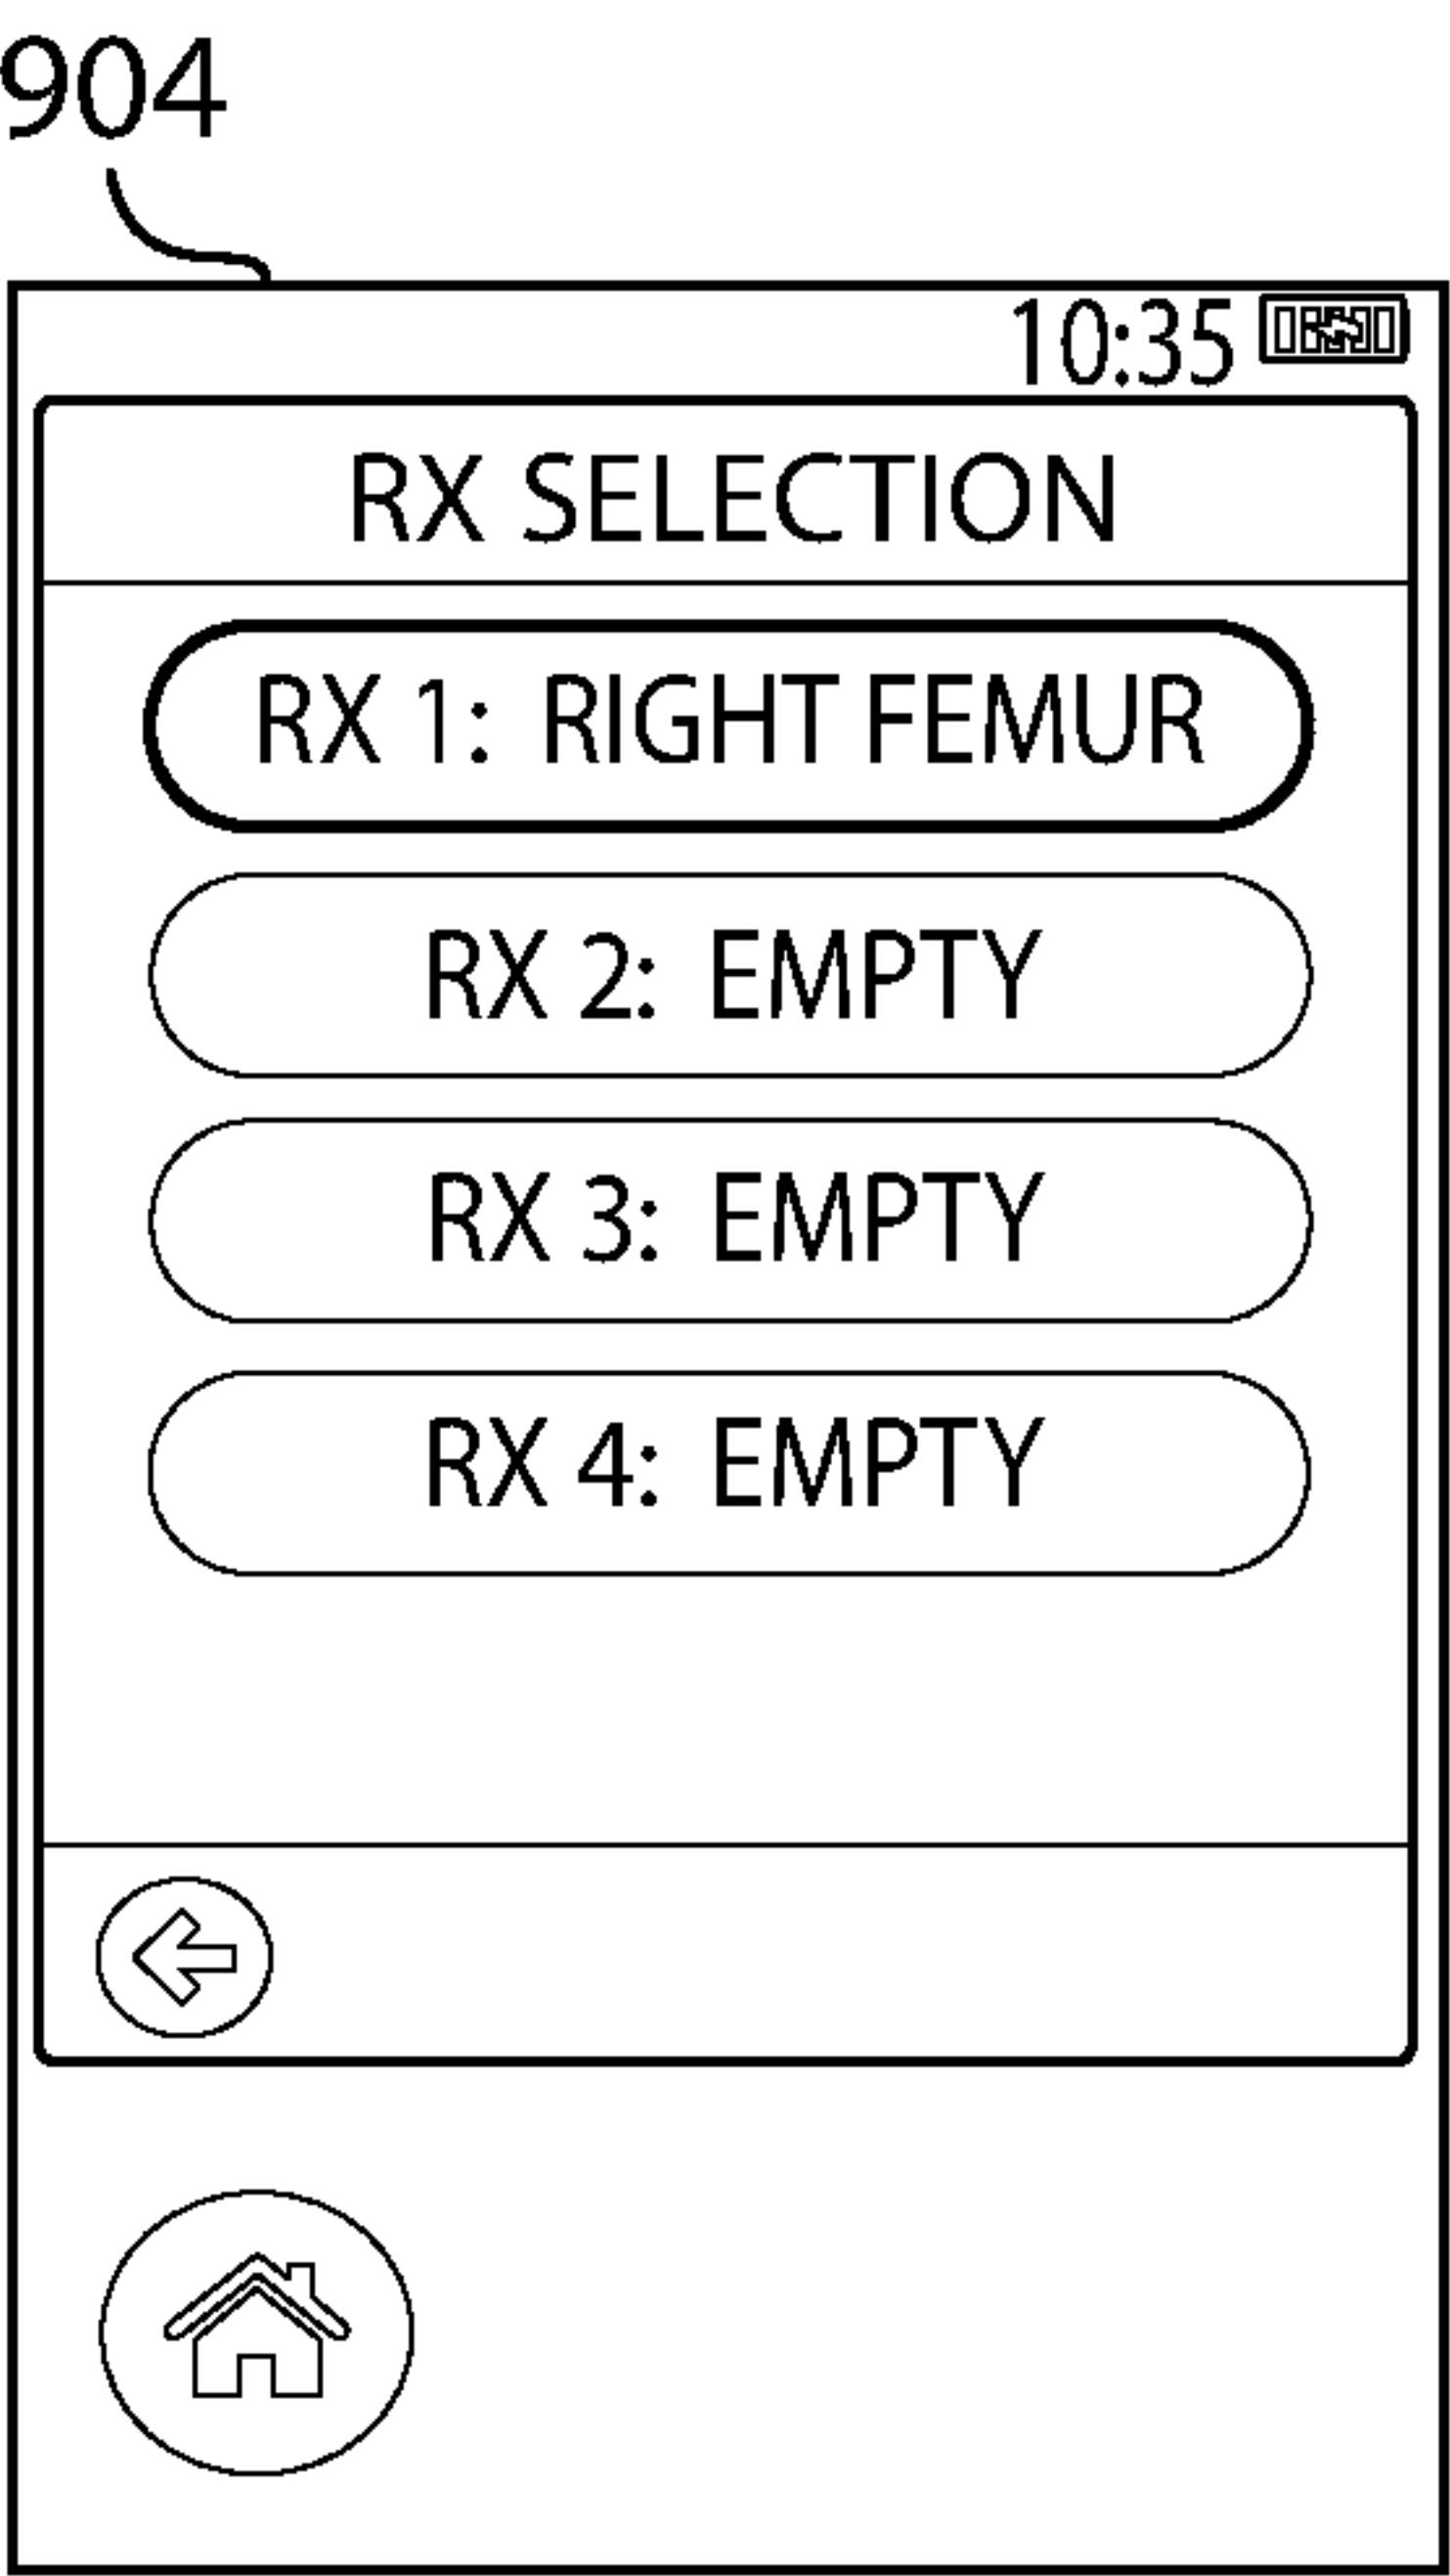 904
10:35
RX SELECTION
RX 1: RIGHT FEMUR
RX 2: EMPTY
RX 3: EMPTY
RX 4: EMPTY